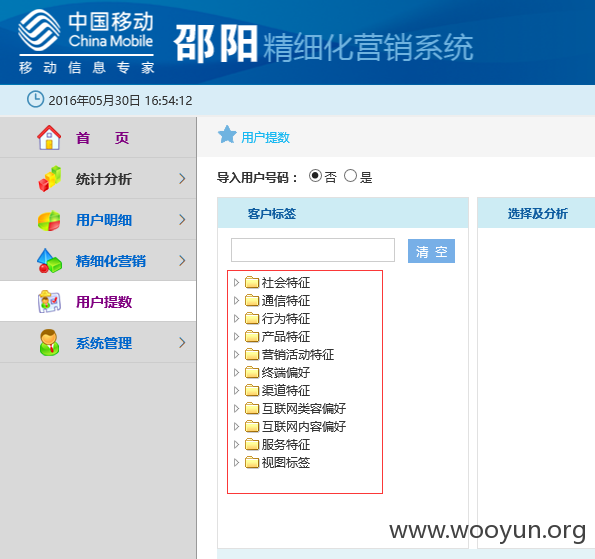 中国移动
China Mobile
移动信息专家
邵阳精细化营销系统
2016年05月30日 16:54:12
首 页
统计分析
用户明细
精细化营销
用户提数
系统管理
用户提数
导入用户号码： 否 是
客户标签
选择及分析
清 空
社会特征
通信特征
行为特征
产品特征
营销活动特征
终端偏好
渠道特征
互联网类容偏好
互联网内容偏好
服务特征
视图标签
www.wooyun.org